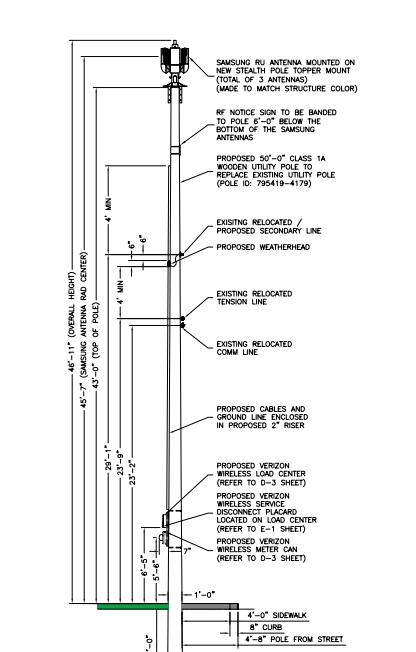 SAMSUNG RU ANTENNA MOUNTED ON
NEW STEALTH POLE TOPPER MOUNT
(TOTAL OF 3 ANTENNAS)
(MADE TO MATCH STRUCTURE COLOR)
RF NOTICE SIGN TO BE BANDED
TO POLE 6'-0" BELOW THE
BOTTOM OF THE SAMSUNG
ANTENNAS
PROPOSED 50'-0" CLASS 1A
WOODEN UTILITY POLE TO
REPLACE EXISTING UTILITY POLE
(POLE ID: 795419-4179)
EXISITNG RELOCATED /
PROPOSED SECONDARY LINE
PROPOSED WEATHERHEAD
EXISTING RELOCATED
TENSION LINE
EXISTING RELOCATED
COMM LINE
PROPOSED CABLES AND
GROUND LINE ENCLOSED
IN PROPOSED 2" RISER
PROPOSED VERIZON
WIRELESS LOAD CENTER
(REFER TO D-3 SHEET)
PROPOSED VERIZON
WIRELESS SERVICE
DISCONNECT PLACARD
LOCATED ON LOAD CENTER
(REFER TO E-1 SHEET)
PROPOSED VERIZON
WIRELESS METER CAN
(REFER TO D-3 SHEET)
46'-11" (OVERALL HEIGHT)
45'-7" (SAMSUNG ANTENNA RAD CENTER)
43'-0" (TOP OF POLE)
4' MIN
6"
6"
4' MIN
29'-1"
23'-9"
23'-2"
6'-5"
5'-6"
7"
1'-0"
4'-0" SIDEWALK
8" CURB
4'-8" POLE FROM STREET